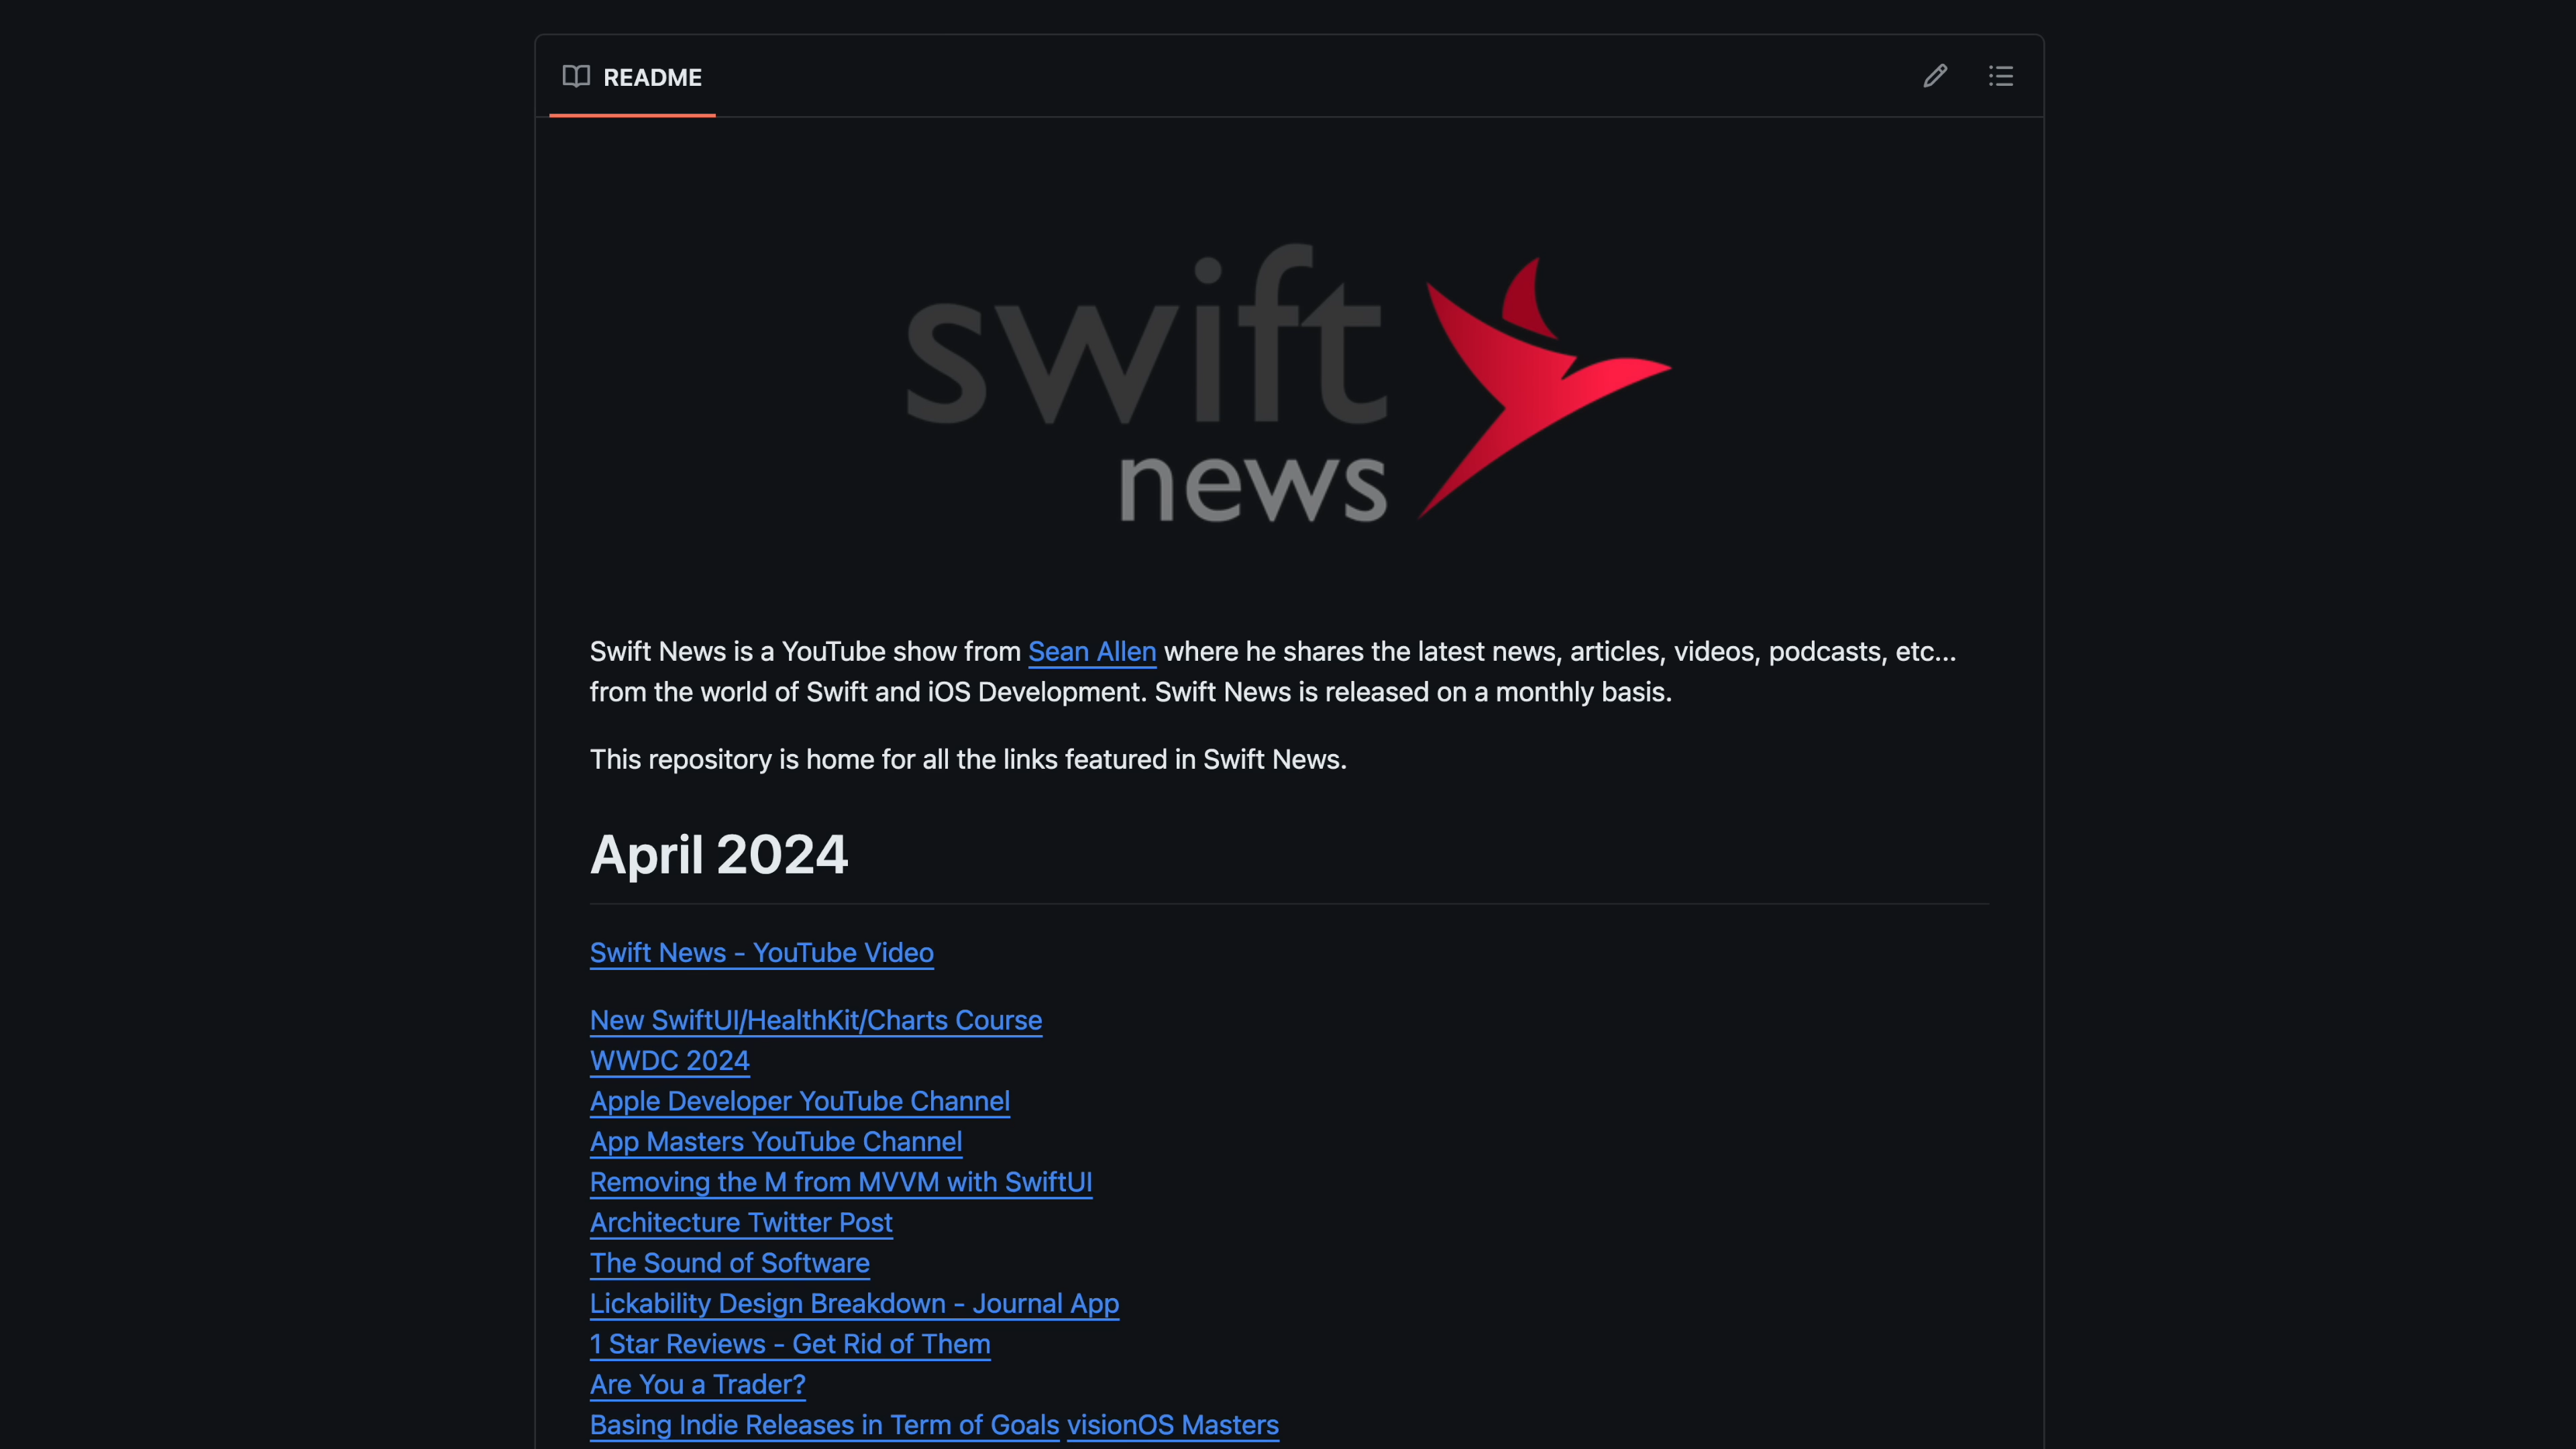 README
swift
news
Swift News is a YouTube show from Sean Allen where he shares the latest news, articles, videos, podcasts, etc...
from the world of Swift and iOS Development. Swift News is released on a monthly basis.
This repository is home for all the links featured in Swift News.
April 2024
Swift News - YouTube Video
New SwiftUI/HealthKit/Charts Course
WWDC 2024
Apple Developer YouTube Channel
App Masters YouTube Channel
Removing the M from MVVM with SwiftUI
Architecture Twitter Post
The Sound of Software
Lickability Design Breakdown - Journal App
1 Star Reviews - Get Rid of Them
Are You a Trader?
Basing Indie Releases in Term of Goals visionOS Masters